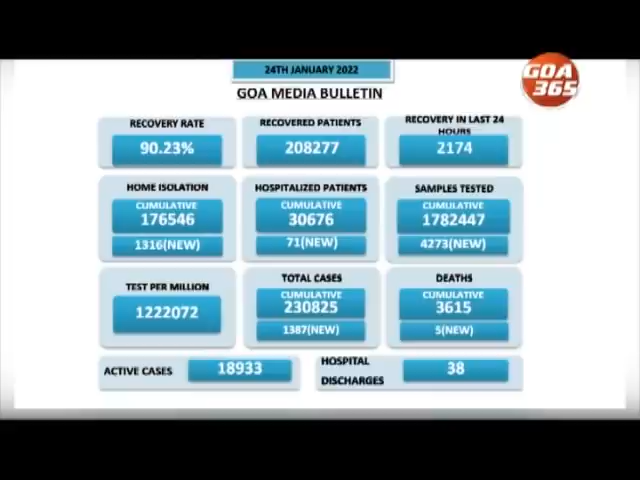 24TH JANUARY 2022
GOA MEDIA BULLETIN
GOA
365
RECOVERY RATE
90.23%
RECOVERED PATIENTS
208277
RECOVERY IN LAST 24
HOURS
2174
HOME ISOLATION
CUMULATIVE
176546
1316(NEW)
HOSPITALIZED PATIENTS
CUMULATIVE
30676
71(NEW)
SAMPLES TESTED
CUMULATIVE
1782447
4273(NEW)
TEST PER MILLION
1222072
TOTAL CASES
CUMULATIVE
230825
1387(NEW)
DEATHS
CUMULATIVE
3615
5(NEW)
ACTIVE CASES
18933
HOSPITAL
DISCHARGES
38